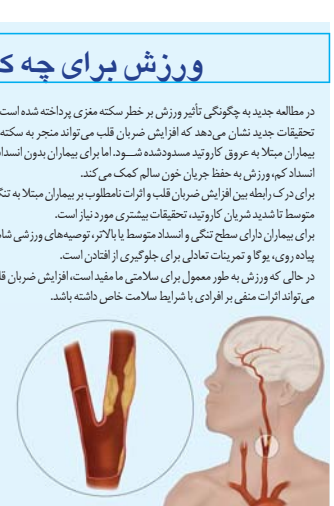 ورزش برای چه
در مطالعه جدید به چگونگی تأثیر ورزش بر خطر سکته مغزی پرداخته شده است
تحقیقات جدید نشان می‌دهد که افزایش ضربان قلب می‌تواند منجر به سکته
بیماران مبتلا به عروق کاروتید مسدودشده شــود. اما برای بیماران بدون
انسداد کم، ورزش به حفظ جریان خون سالم کمک می‌کند.
برای درک رابطه بین افزایش ضربان قلب و اثرات نامطلوب بر بیماران مبتلا به
متوسط تا شدید شریان کاروتید، تحقیقات بیشتری مورد نیاز است.
برای بیماران دارای سطح تنگی و انسداد متوسط یا بالاتر، توصیه‌های ورزشی
پیاده روی، یوگا و تمرینات تعادلی برای جلوگیری از افتادن است.
در حالی که ورزش به طور معمول برای سلامتی ما مفید است، افزایش ضربان
می‌تواند اثرات منفی بر افرادی با شرایط سلامت خاص داشته باشد.